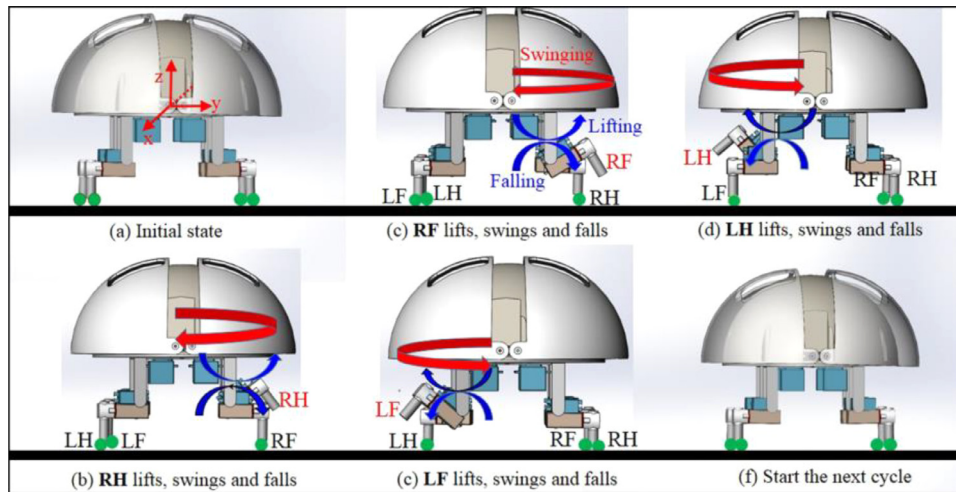 z
y
x
(a) Initial state
Swinging
Lifting
RF
Falling
LF LH RH
(c) RF lifts, swings and falls
LH
LF RF RH
(d) LH lifts, swings and falls
RH
LH LF RF
(b) RH lifts, swings and falls
LF
LH RF RH
(c) LF lifts, swings and falls
(f) Start the next cycle